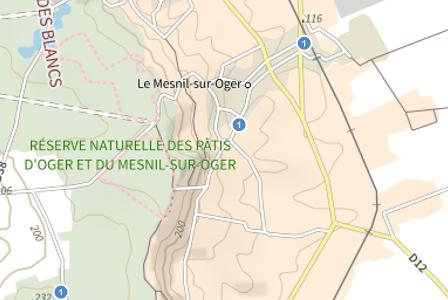 DES BLANCS
116
1
Le Mesnil-sur-Oger
1
RÉSERVE NATURELLE DES PÂTIS
D'OGER ET DU MESNIL-SUR-OGER
200
200
D12
232
1